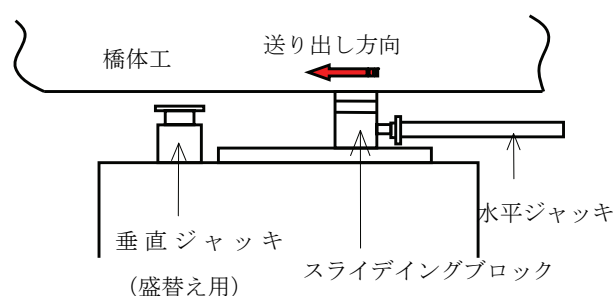 送り出し方向
橋体工
水平ジャッキ
垂直ジャッキ
(盛替え用)
スライデイングブロック